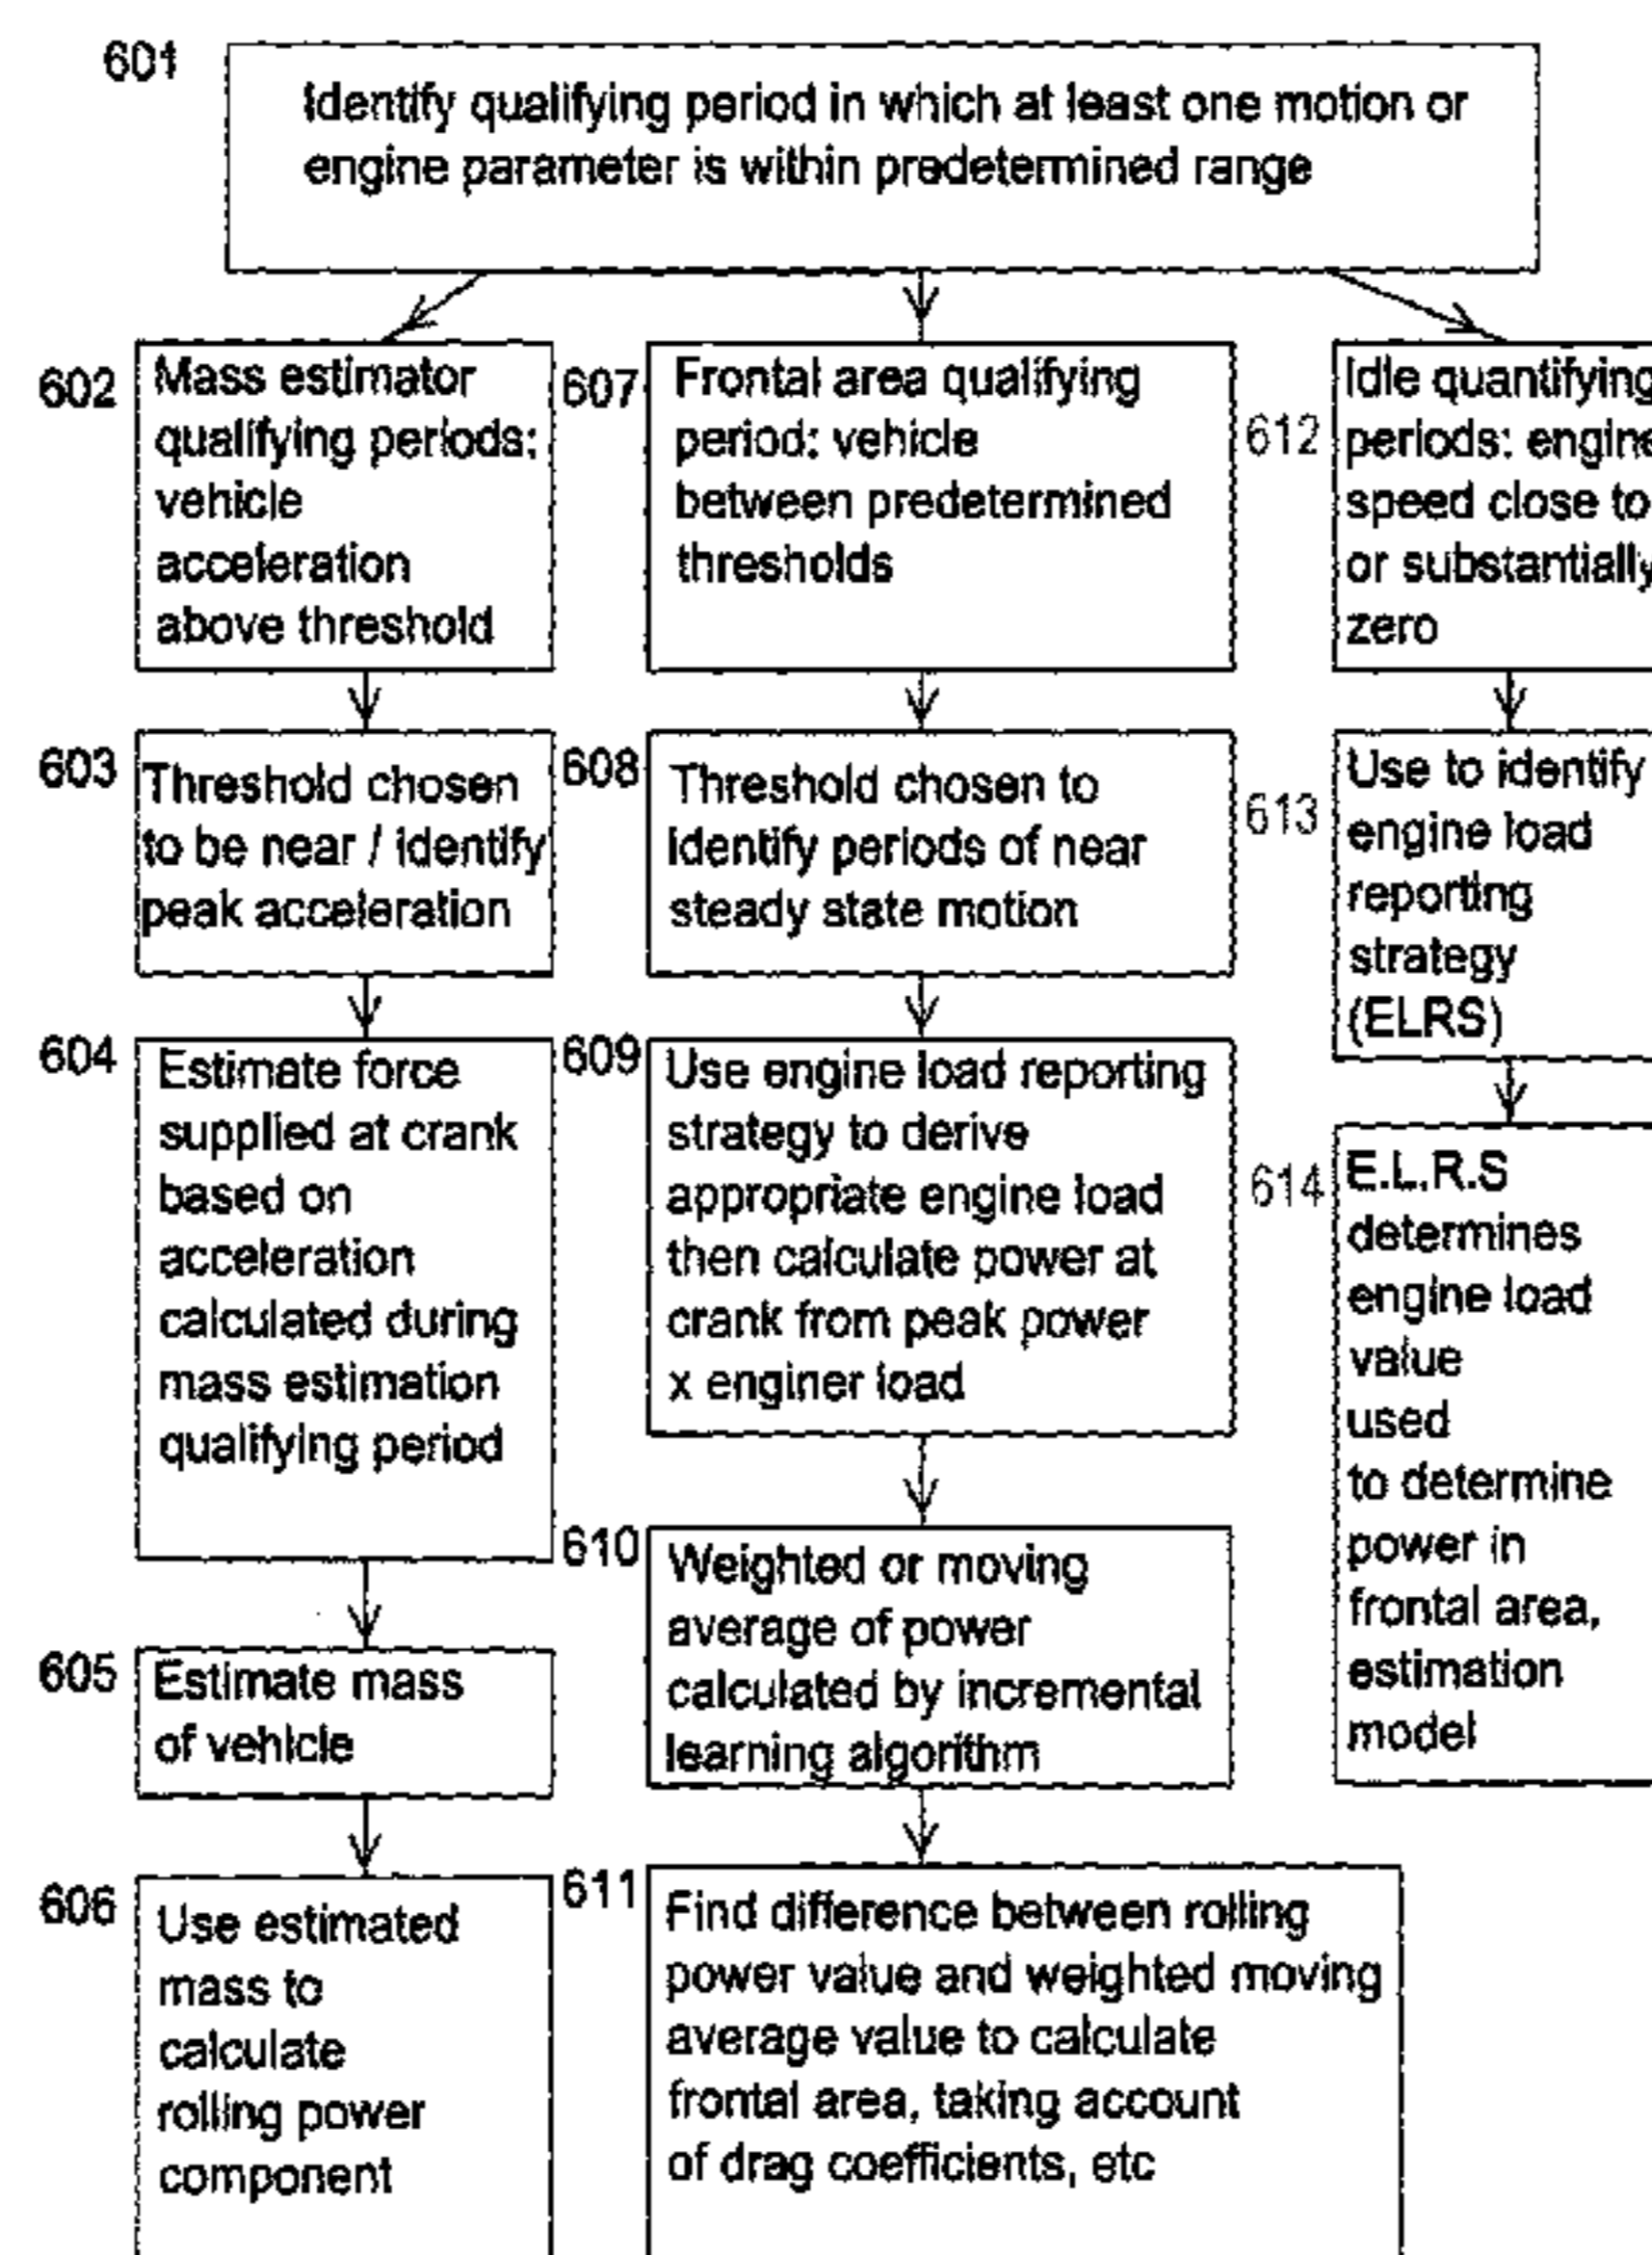 601
Identify qualifying period in which at least one motion or
engine parameter is within predetermined range
602
Mass estimator
qualifying periods:
vehicle
acceleration
above threshold
603
Threshold chosen
to be near / identify
peak acceleration
604
Estimate force
supplied at crank
based on
acceleration
calculated during
mass estimation
qualifying period
605
Estimate mass
of vehicle
606
Use estimated
mass to
calculate
rolling power
component
607
Frontal area qualifying
period: vehicle
between predetermined
thresholds
608
Threshold chosen to
identify periods of near
steady state motion
609
Use engine load reporting
strategy to derive
appropriate engine load
then calculate power at
crank from peak power
x enginer load
610
Weighted or moving
average of power
calculated by incremental
learning algorithm
611
Find difference between rolling
power value and weighted moving
average value to calculate
frontal area, taking account
of drag coefficients, etc
612
Idle quantifying
periods: engine
speed close to
or substantially
zero
613
Use to identify
engine load
reporting
strategy
(ELRS)
614
E.L.R.S
determines
engine load
value
used
to determine
power in
frontal area,
estimation
model